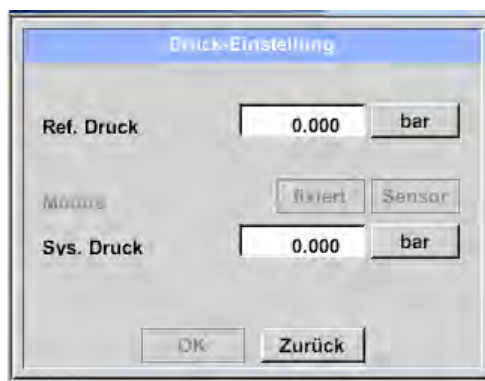 Druck-Einstellung
Ref. Druck 0.000 bar
Modus fixiert Sensor
Sys. Druck 0.000 bar
OK Zurück